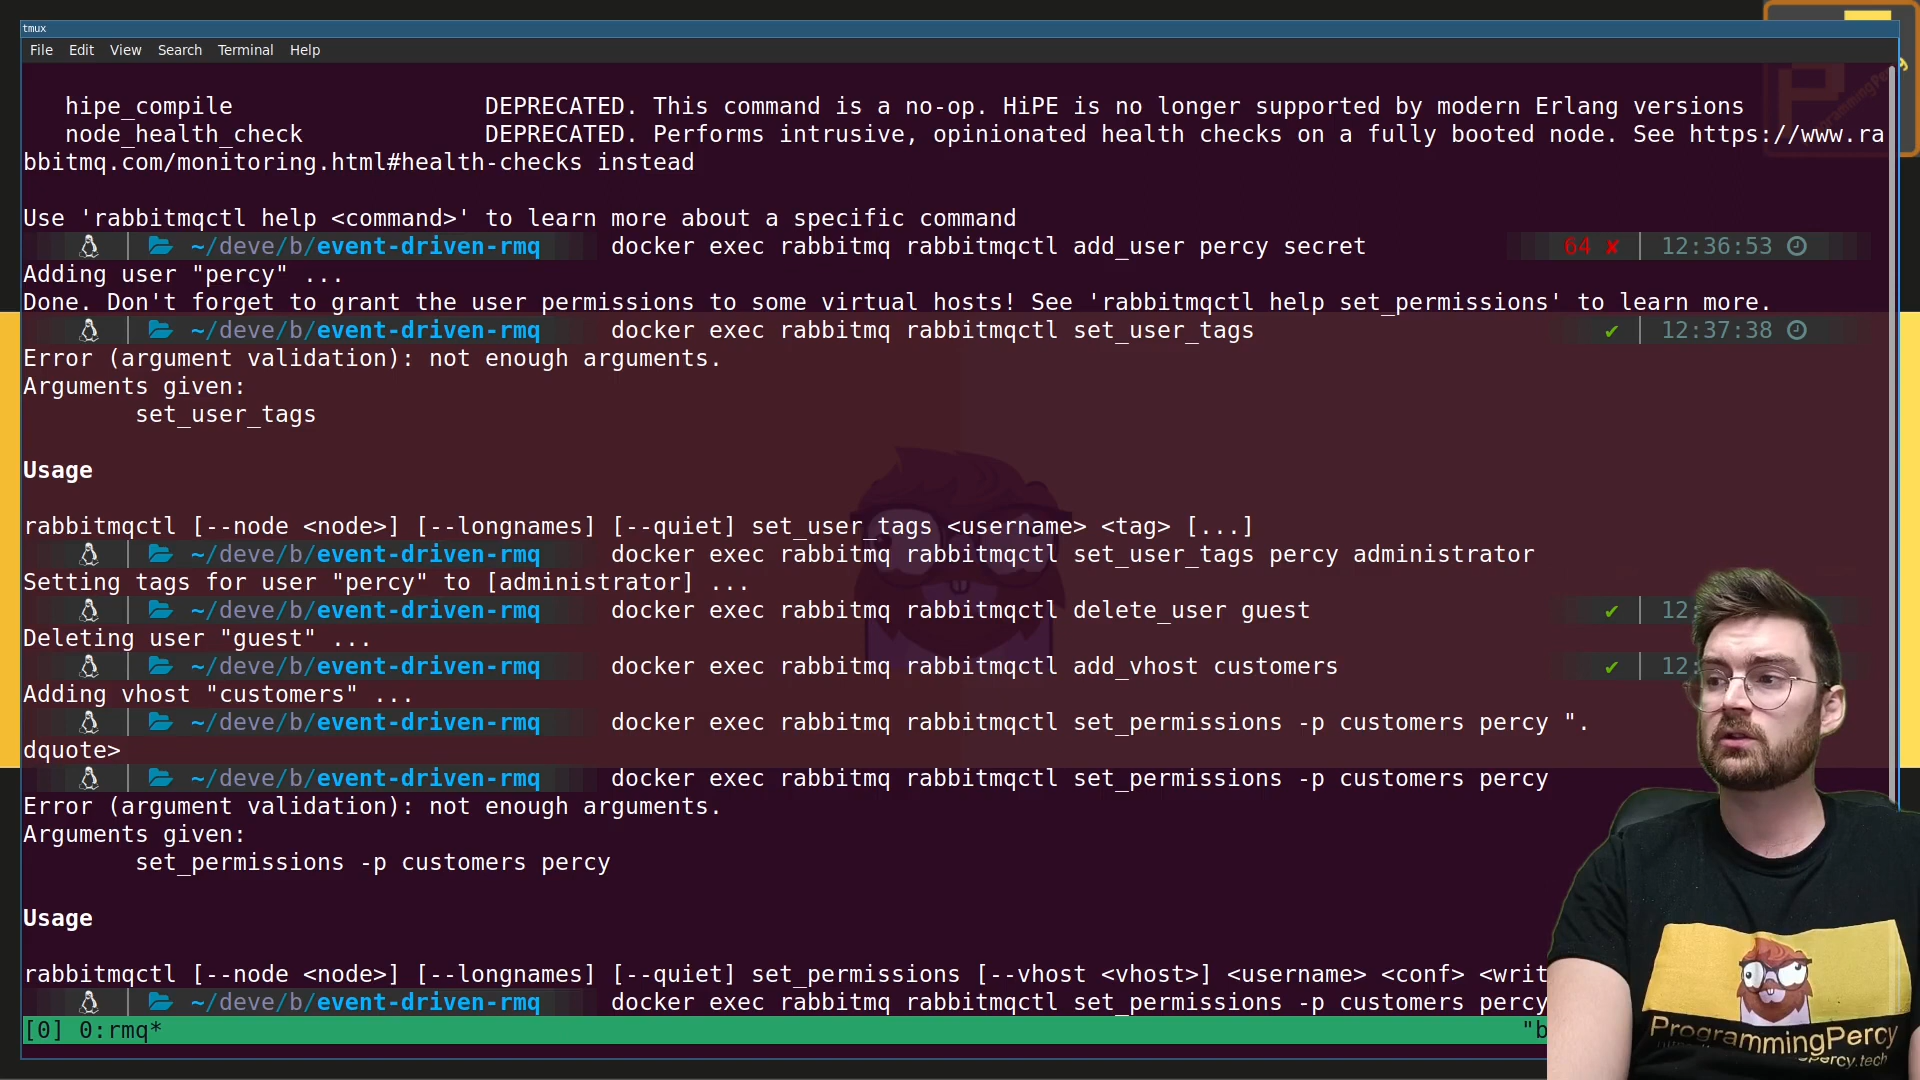 tmux
File Edit View Search Terminal Help
hipe_compile DEPRECATED. This command is a no-op. HiPE is no longer supported by modern Erlang versions
node_health_check DEPRECATED. Performs intrusive, opinionated health checks on a fully booted node. See https://www.ra
bbitmq.com/monitoring.html#health-checks instead
Use 'rabbitmqctl help <command>' to learn more about a specific command
~/deve/b/event-driven-rmq docker exec rabbitmq rabbitmqctl add_user percy secret 64 ✘ 12:36:53
Adding user "percy" ...
Done. Don't forget to grant the user permissions to some virtual hosts! See 'rabbitmqctl help set_permissions' to learn more.
~/deve/b/event-driven-rmq docker exec rabbitmq rabbitmqctl set_user_tags ✔ 12:37:38
Error (argument validation): not enough arguments.
Arguments given:
set_user_tags
Usage
rabbitmqctl [--node <node>] [--longnames] [--quiet] set_user_tags <username> <tag> [...]
~/deve/b/event-driven-rmq docker exec rabbitmq rabbitmqctl set_user_tags percy administrator
Setting tags for user "percy" to [administrator] ...
~/deve/b/event-driven-rmq docker exec rabbitmq rabbitmqctl delete_user guest ✔ 12:
Deleting user "guest" ...
~/deve/b/event-driven-rmq docker exec rabbitmq rabbitmqctl add_vhost customers ✔ 12:
Adding vhost "customers" ...
~/deve/b/event-driven-rmq docker exec rabbitmq rabbitmqctl set_permissions -p customers percy ".
dquote>
~/deve/b/event-driven-rmq docker exec rabbitmq rabbitmqctl set_permissions -p customers percy
Error (argument validation): not enough arguments.
Arguments given:
set_permissions -p customers percy
Usage
rabbitmqctl [--node <node>] [--longnames] [--quiet] set_permissions [--vhost <vhost>] <username> <conf> <writ
~/deve/b/event-driven-rmq docker exec rabbitmq rabbitmqctl set_permissions -p customers percy
[0] 0:rmq* "b
ProgrammingPercy